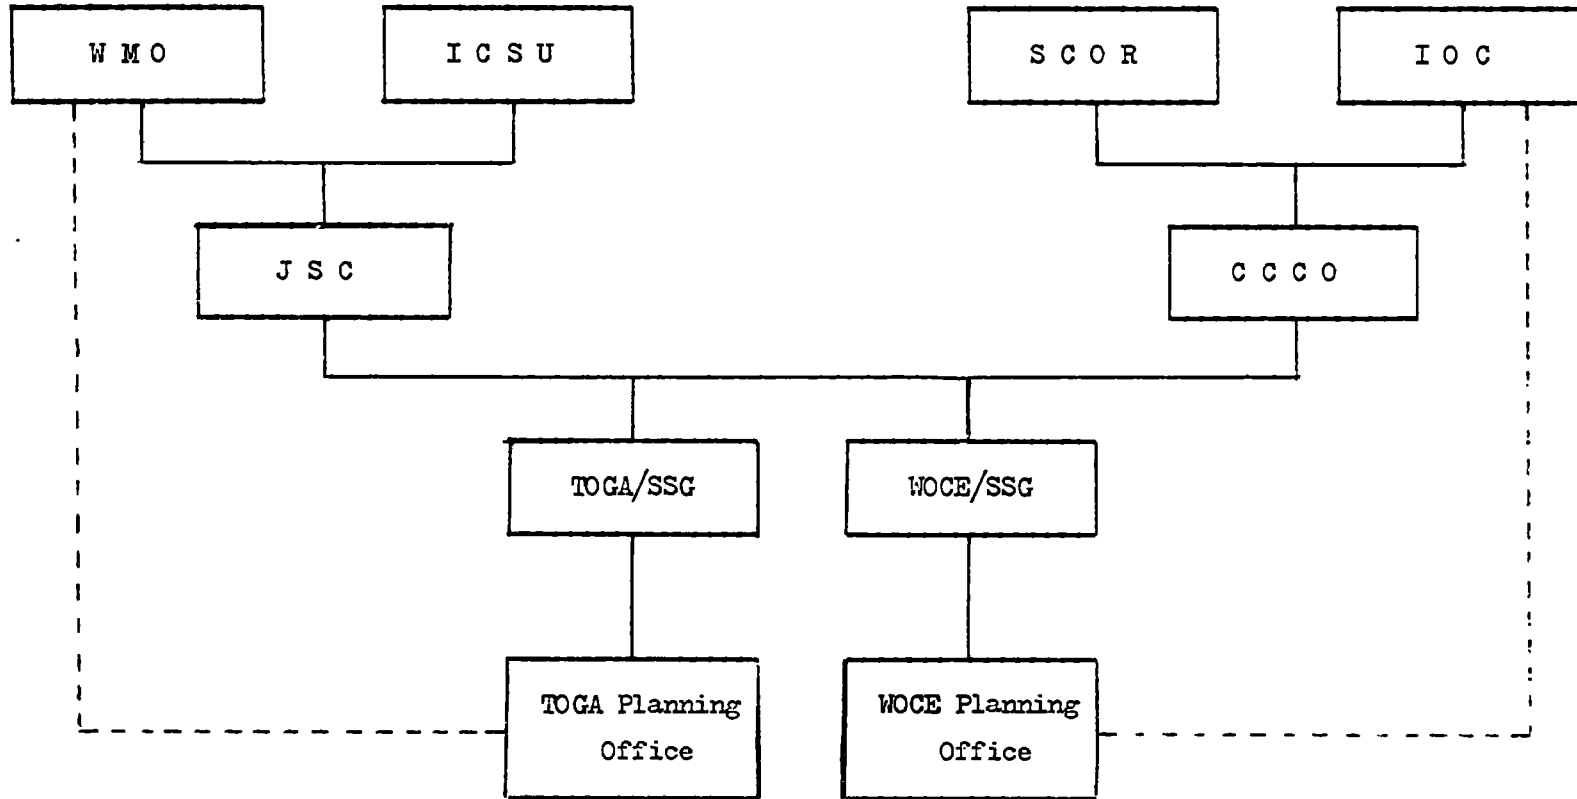 W M O
I C S U
S C O R
I O C
J S C
C C C O
TOGA/SSG
WOCE/SSG
TOGA Planning
Office
WOCE Planning
Office